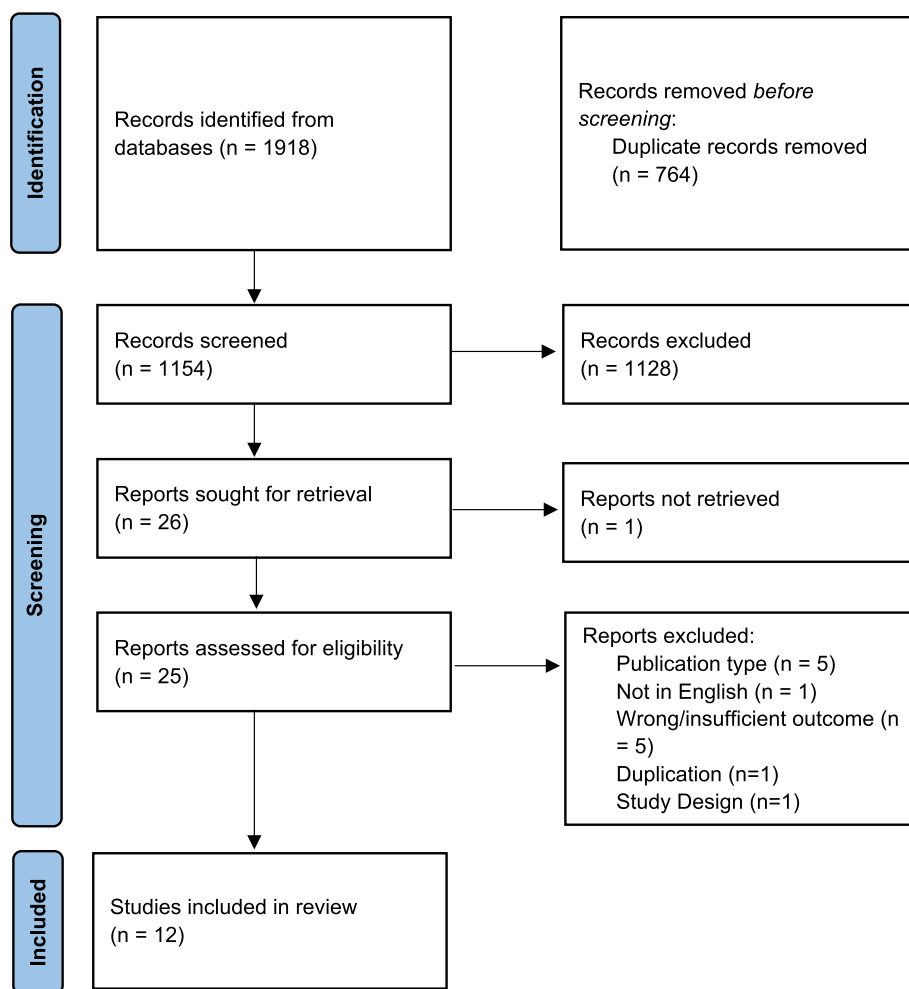 Identification
Records identified from
databases (n = 1918)
Records removed before
screening:
Duplicate records removed
(n = 764)
Screening
Records screened
(n = 1154)
Records excluded
(n = 1128)
Reports sought for retrieval
(n = 26)
Reports not retrieved
(n = 1)
Reports assessed for eligibility
(n = 25)
Reports excluded:
Publication type (n = 5)
Not in English (n = 1)
Wrong/insufficient outcome (n
= 5)
Duplication (n=1)
Study Design (n=1)
Included
Studies included in review
(n = 12)